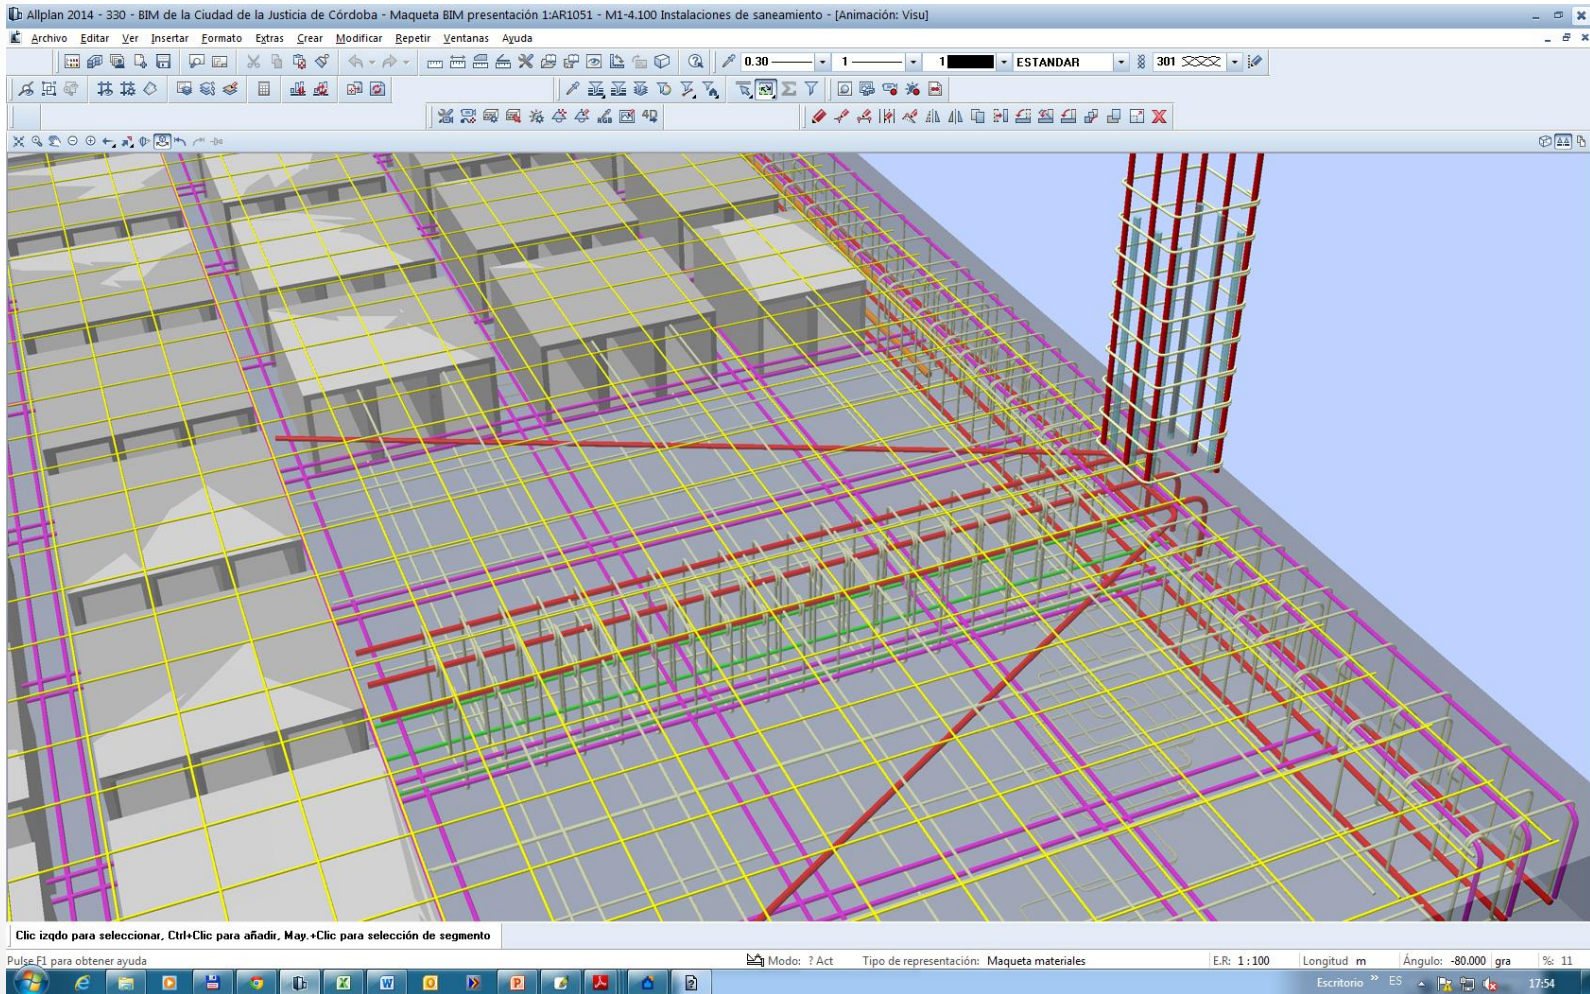 Allplan 2014 - 330 - BIM de la Ciudad de la Justicia de Córdoba - Maqueta BIM presentación 1:AR1051 - M1-4.100 Instalaciones de saneamiento - [Animación: Visu]
Archivo Editar Ver Insertar Formato Extras Crear Modificar Repetir Ventanas Ayuda
0.30 1 1 ESTANDAR 301
4D
Clic izqdo para seleccionar, Ctrl+Clic para añadir, May.+Clic para selección de segmento
Pulse F1 para obtener ayuda Modo: ? Act Tipo de representación: Maqueta materiales E.R: 1 : 100 Longitud m Ángulo: -80.000 gra %: 11
Escritorio » ES 17:54